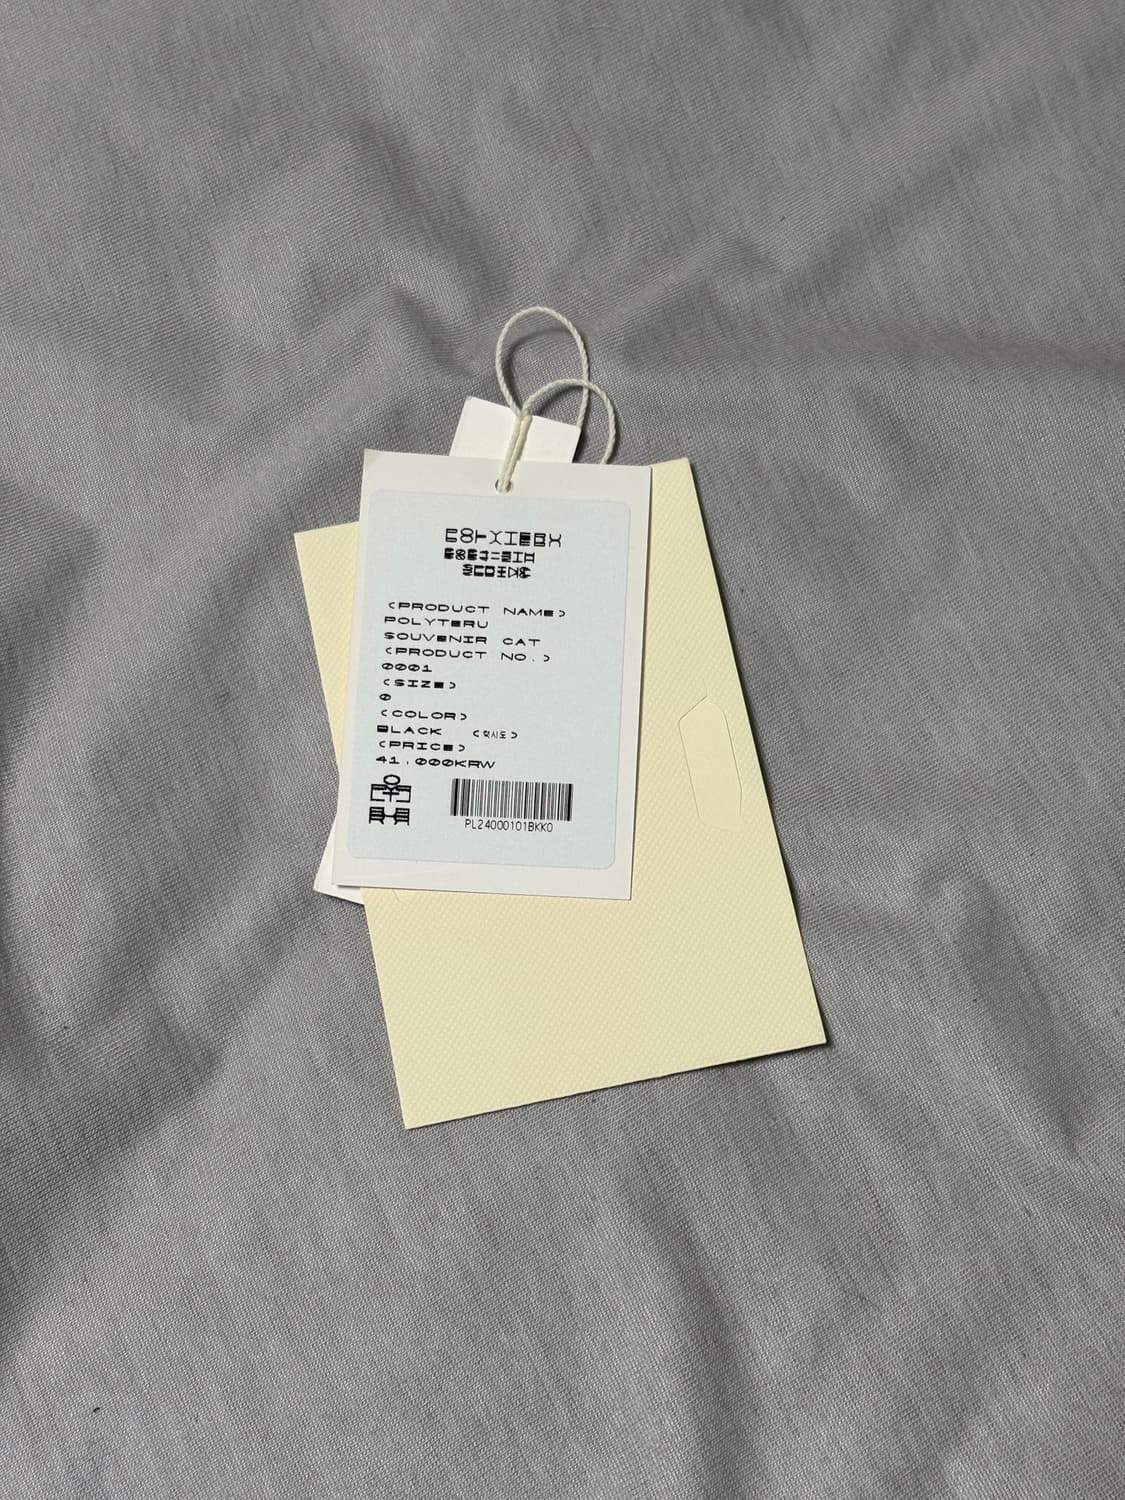 <PRODUCT NAME>
POLYTERU
SOUVENIR CAT
<PRODUCT NO.>
0001
<SIZE>
0
<COLOR>
BLACK
<PRICE>
41.000KRW
PL24000101BKK0